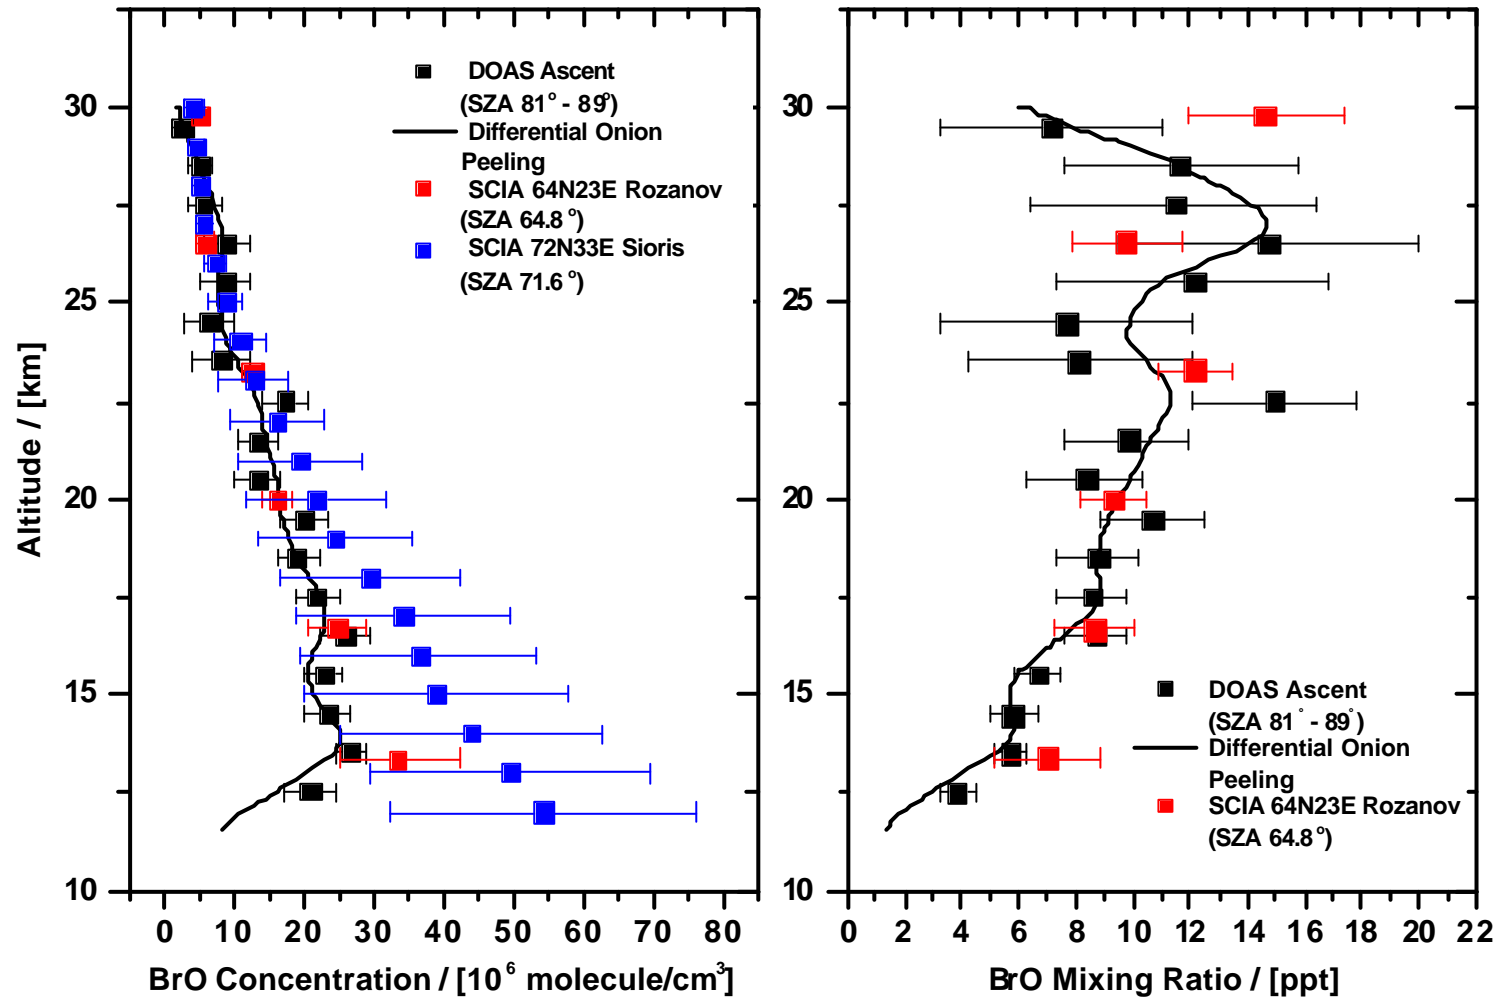 DOAS Ascent
(SZA 81° - 89°)
Differential Onion
Peeling
SCIA 64N23E Rozanov
(SZA 64.8°)
SCIA 72N33E Sioris
(SZA 71.6°)
30
25
20
15
10
Altitude / [km]
0 10 20 30 40 50 60 70 80
BrO Concentration / [10⁶ molecule/cm³]
30
25
20
15
10
DOAS Ascent
(SZA 81° - 89°)
Differential Onion
Peeling
SCIA 64N23E Rozanov
(SZA 64.8°)
0 2 4 6 8 10 12 14 16 18 20 22
BrO Mixing Ratio / [ppt]